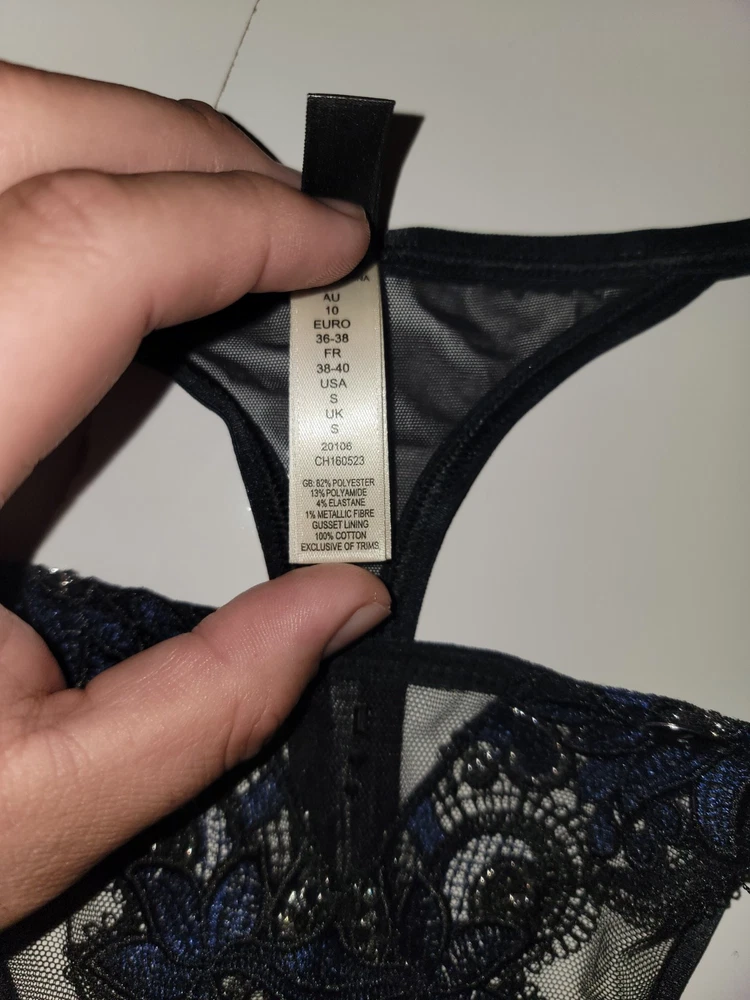 AU
10
EURO
36-38
FR
38-40
USA
S
UK
S
20106
CH160523
GB: 82% POLYESTER
13% POLYAMIDE
4% ELASTANE
1% METALLIC FIBRE
GUSSET LINING
100% COTTON
EXCLUSIVE OF TRIMS